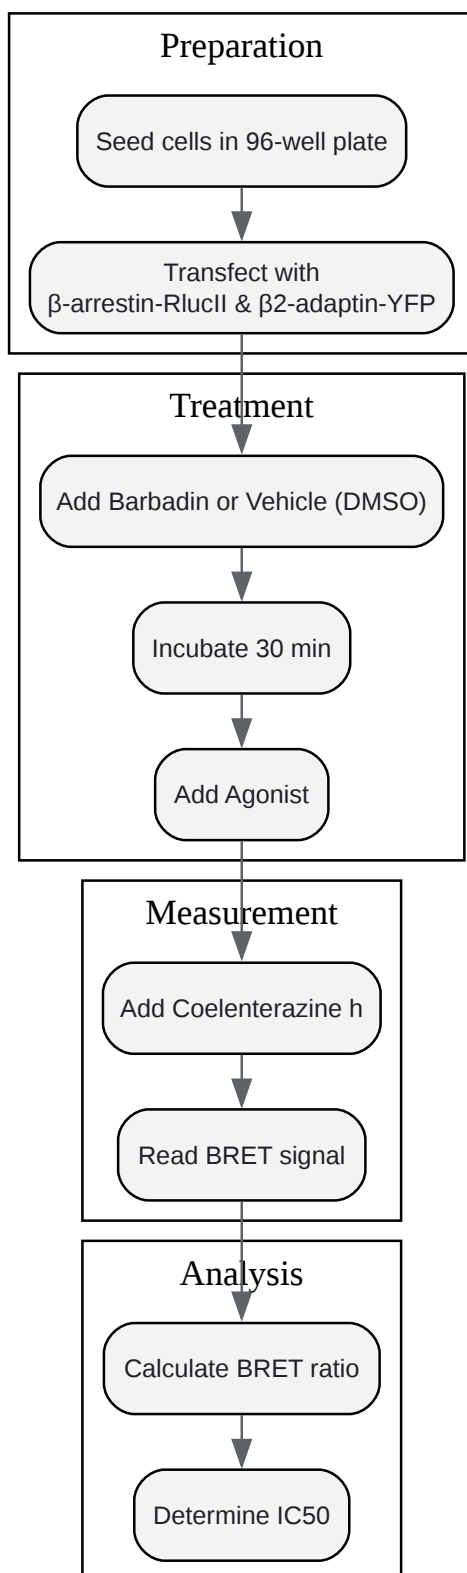 Preparation
Seed cells in 96-well plate
Transfect with
β-arrestin-RlucII & β2-adaptin-YFP
Treatment
Add Barbadin or Vehicle (DMSO)
Incubate 30 min
Add Agonist
Measurement
Add Coelenterazine h
Read BRET signal
Analysis
Calculate BRET ratio
Determine IC50